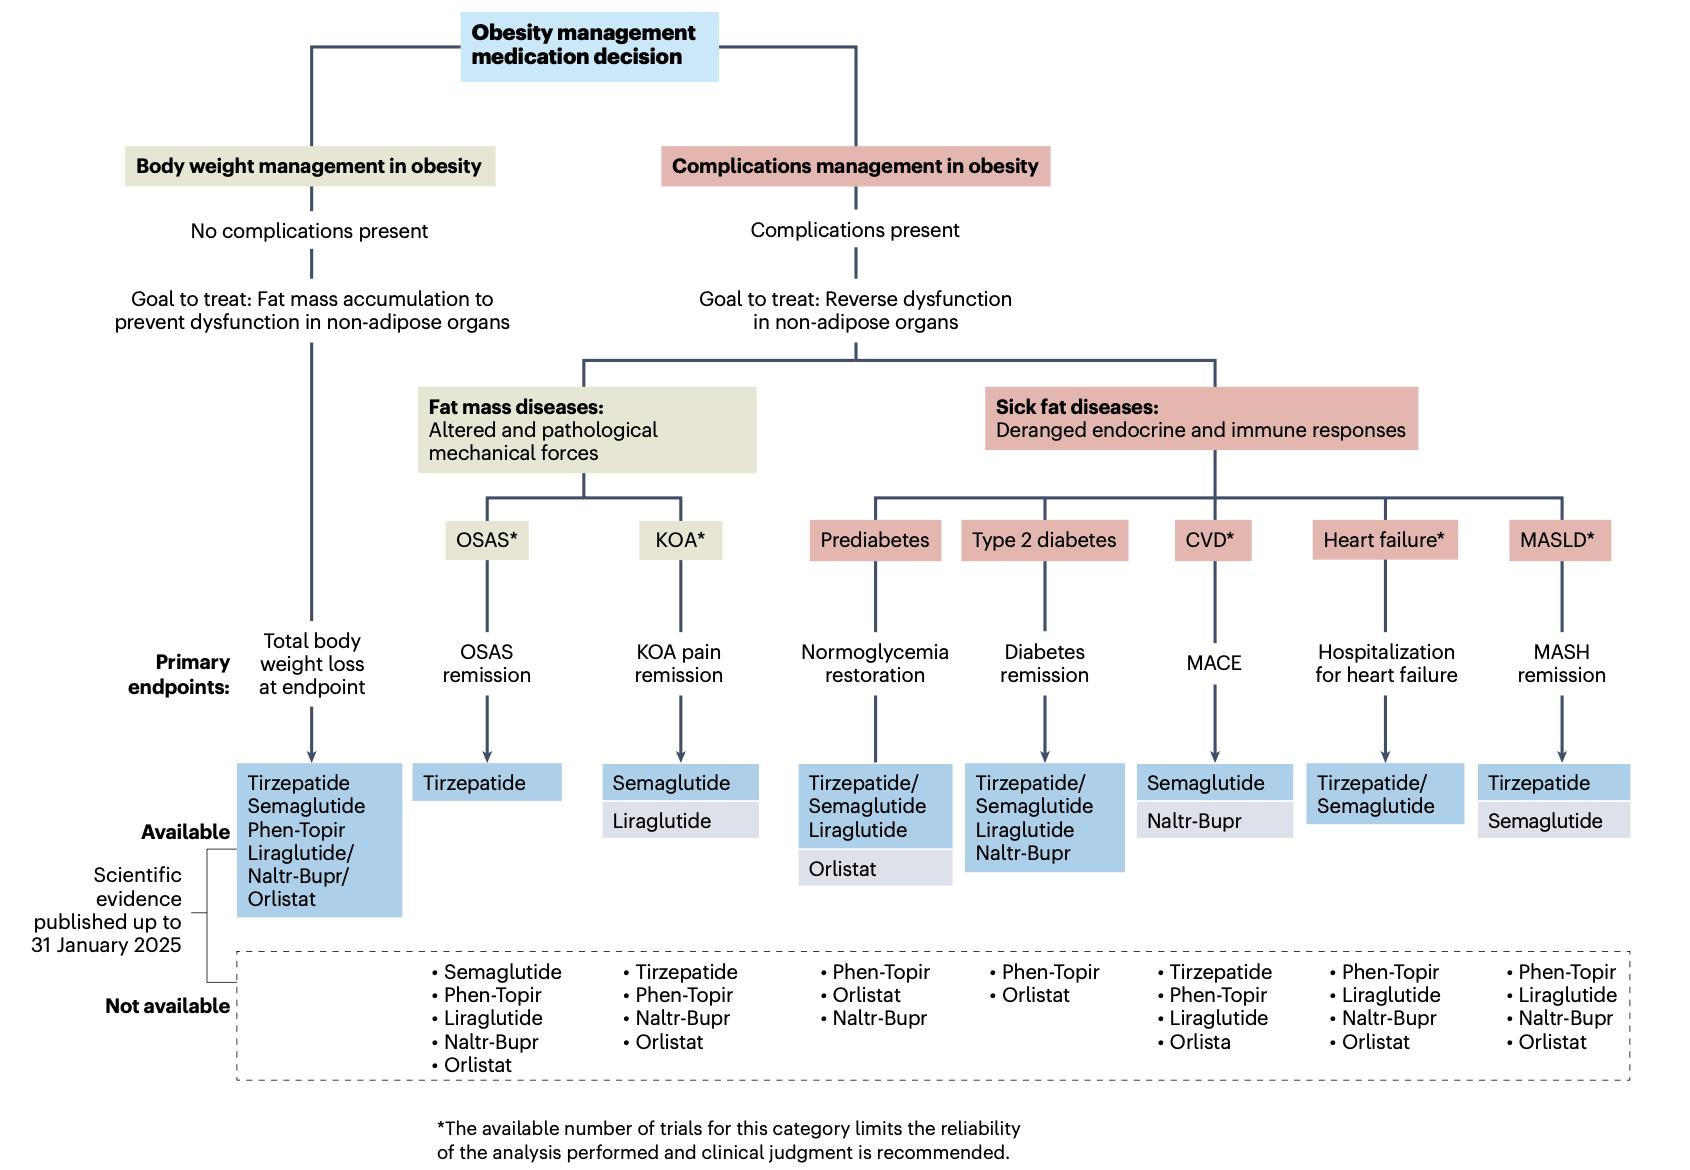 Obesity management
medication decision
Body weight management in obesity
Complications management in obesity
No complications present
Complications present
Goal to treat: Fat mass accumulation to
prevent dysfunction in non-adipose organs
Goal to treat: Reverse dysfunction
in non-adipose organs
Fat mass diseases:
Altered and pathological
mechanical forces
Sick fat diseases:
Deranged endocrine and immune responses
OSAS*
KOA*
Prediabetes
Type 2 diabetes
CVD*
Heart failure*
MASLD*
Primary
endpoints:
Total body
weight loss
at endpoint
OSAS
remission
KOA pain
remission
Normoglycemia
restoration
Diabetes
remission
MACE
Hospitalization
for heart failure
MASH
remission
Available
Tirzepatide
Semaglutide
Phen-Topir
Liraglutide/
Naltr-Bupr/
Orlistat
Tirzepatide
Semaglutide
Liraglutide
Tirzepatide/
Semaglutide
Liraglutide
Orlistat
Tirzepatide/
Semaglutide
Liraglutide
Naltr-Bupr
Semaglutide
Naltr-Bupr
Tirzepatide/
Semaglutide
Tirzepatide
Semaglutide
Scientific
evidence
published up to
31 January 2025
Not available
• Semaglutide
• Phen-Topir
• Liraglutide
• Naltr-Bupr
• Orlistat
• Tirzepatide
• Phen-Topir
• Naltr-Bupr
• Orlistat
• Phen-Topir
• Orlistat
• Naltr-Bupr
• Phen-Topir
• Orlistat
• Tirzepatide
• Phen-Topir
• Liraglutide
• Orlista
• Phen-Topir
• Liraglutide
• Naltr-Bupr
• Orlistat
• Phen-Topir
• Liraglutide
• Naltr-Bupr
• Orlistat
*The available number of trials for this category limits the reliability
of the analysis performed and clinical judgment is recommended.